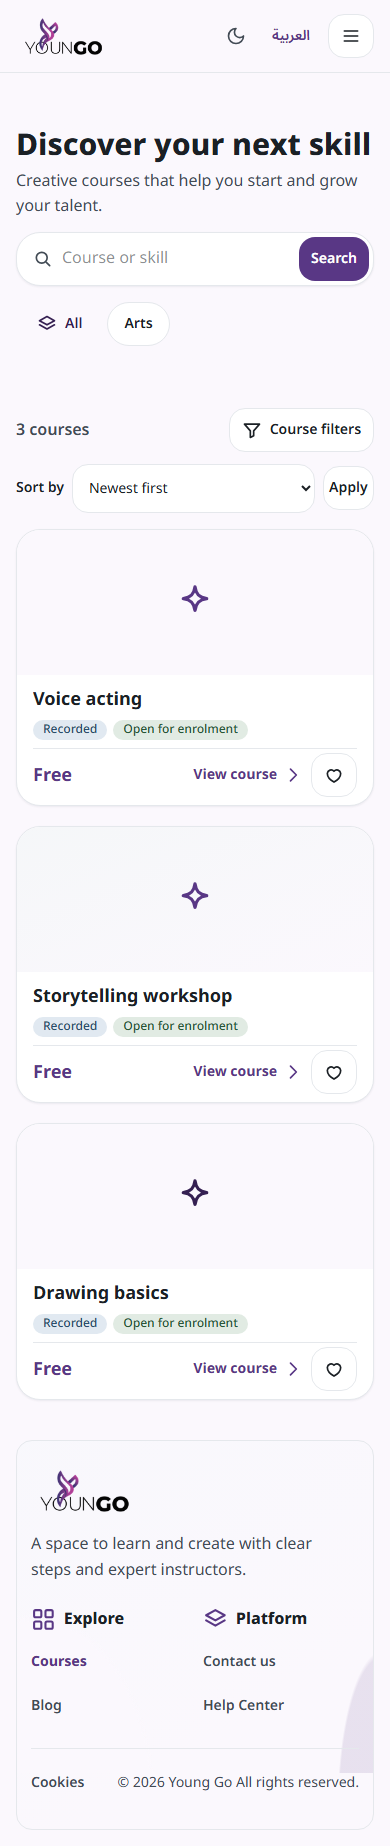 YOUNGO
العربية
Discover your next skill
Creative courses that help you start and grow
your talent.
Course or skill
Search
All
Arts
3 courses
Course filters
Sort by
Newest first
Apply
Voice acting
Recorded
Open for enrolment
Free
View course
Storytelling workshop
Recorded
Open for enrolment
Free
View course
Drawing basics
Recorded
Open for enrolment
Free
View course
YOUNGO
A space to learn and create with clear
steps and expert instructors.
Explore
Platform
Courses
Contact us
Blog
Help Center
Cookies
© 2026 Young Go All rights reserved.